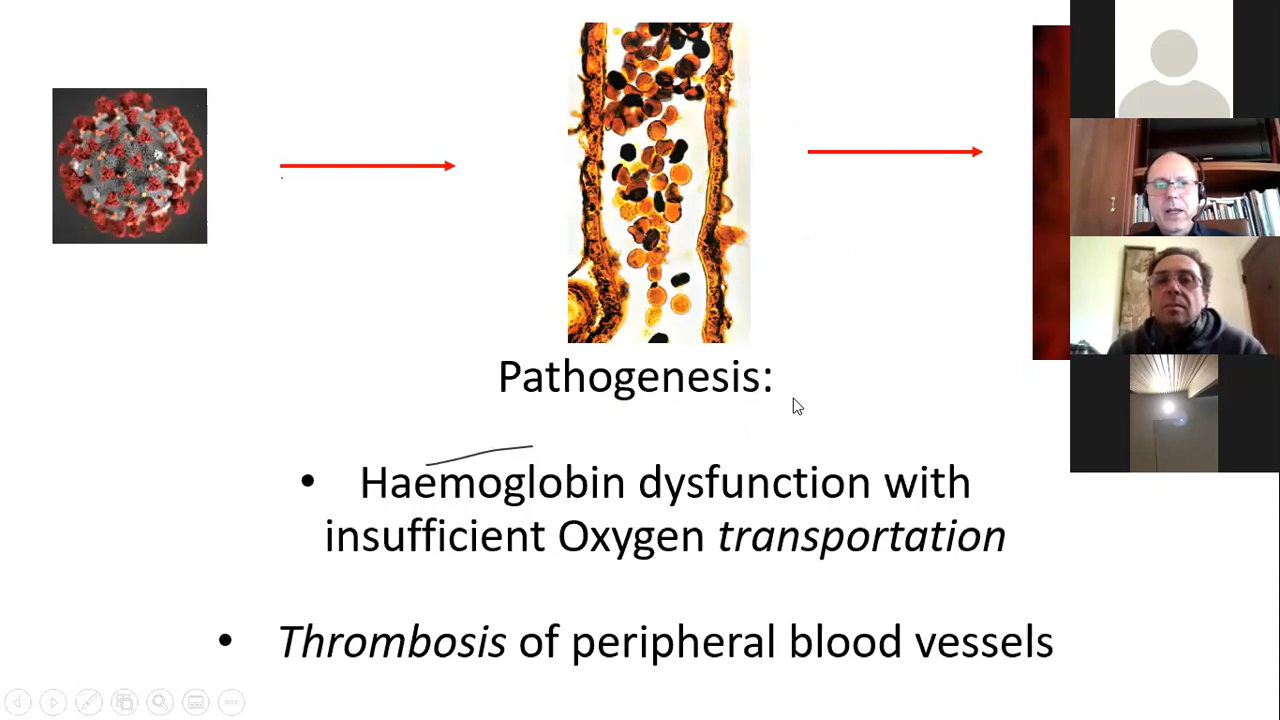 Pathogenesis:
• Haemoglobin dysfunction with
insufficient Oxygen transportation
• Thrombosis of peripheral blood vessels